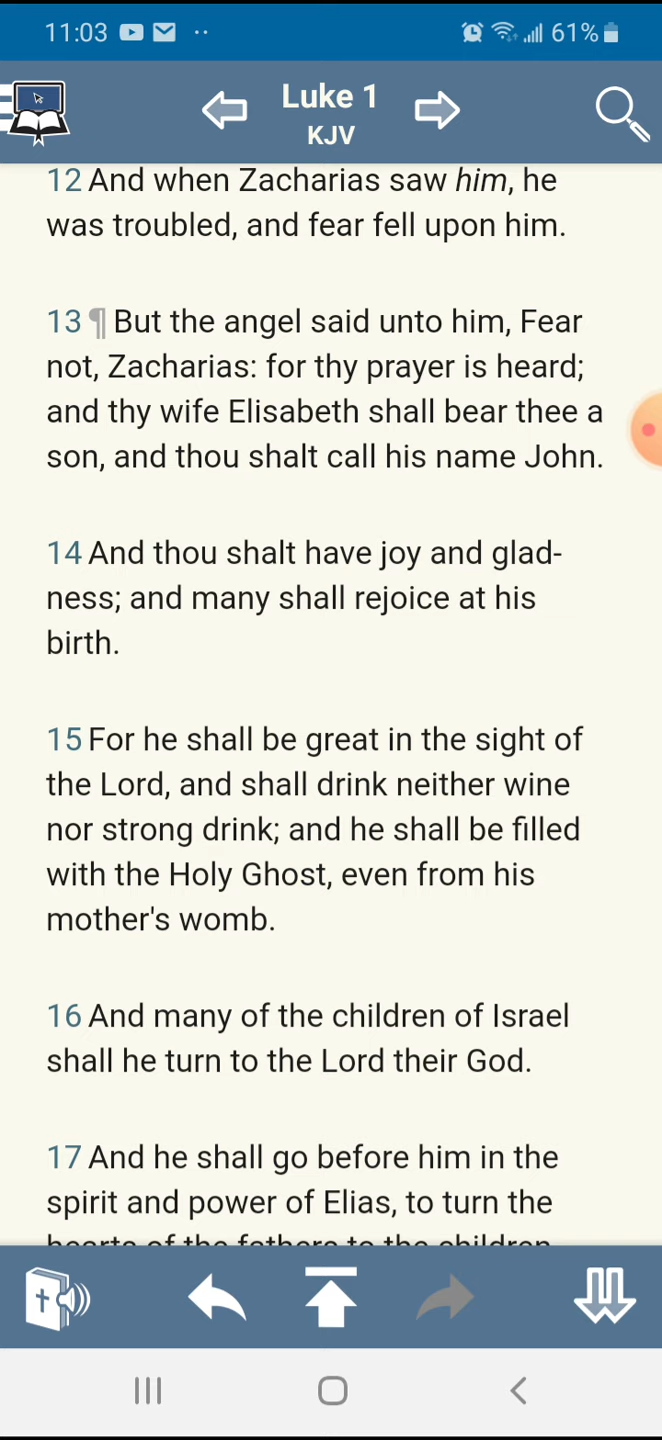 11:03
61%
Luke 1
KJV
12 And when Zacharias saw him, he
was troubled, and fear fell upon him.
13 ¶ But the angel said unto him, Fear
not, Zacharias: for thy prayer is heard;
and thy wife Elisabeth shall bear thee a
son, and thou shalt call his name John.
14 And thou shalt have joy and glad-
ness; and many shall rejoice at his
birth.
15 For he shall be great in the sight of
the Lord, and shall drink neither wine
nor strong drink; and he shall be filled
with the Holy Ghost, even from his
mother's womb.
16 And many of the children of Israel
shall he turn to the Lord their God.
17 And he shall go before him in the
spirit and power of Elias, to turn the
hearts of the fathers to the children